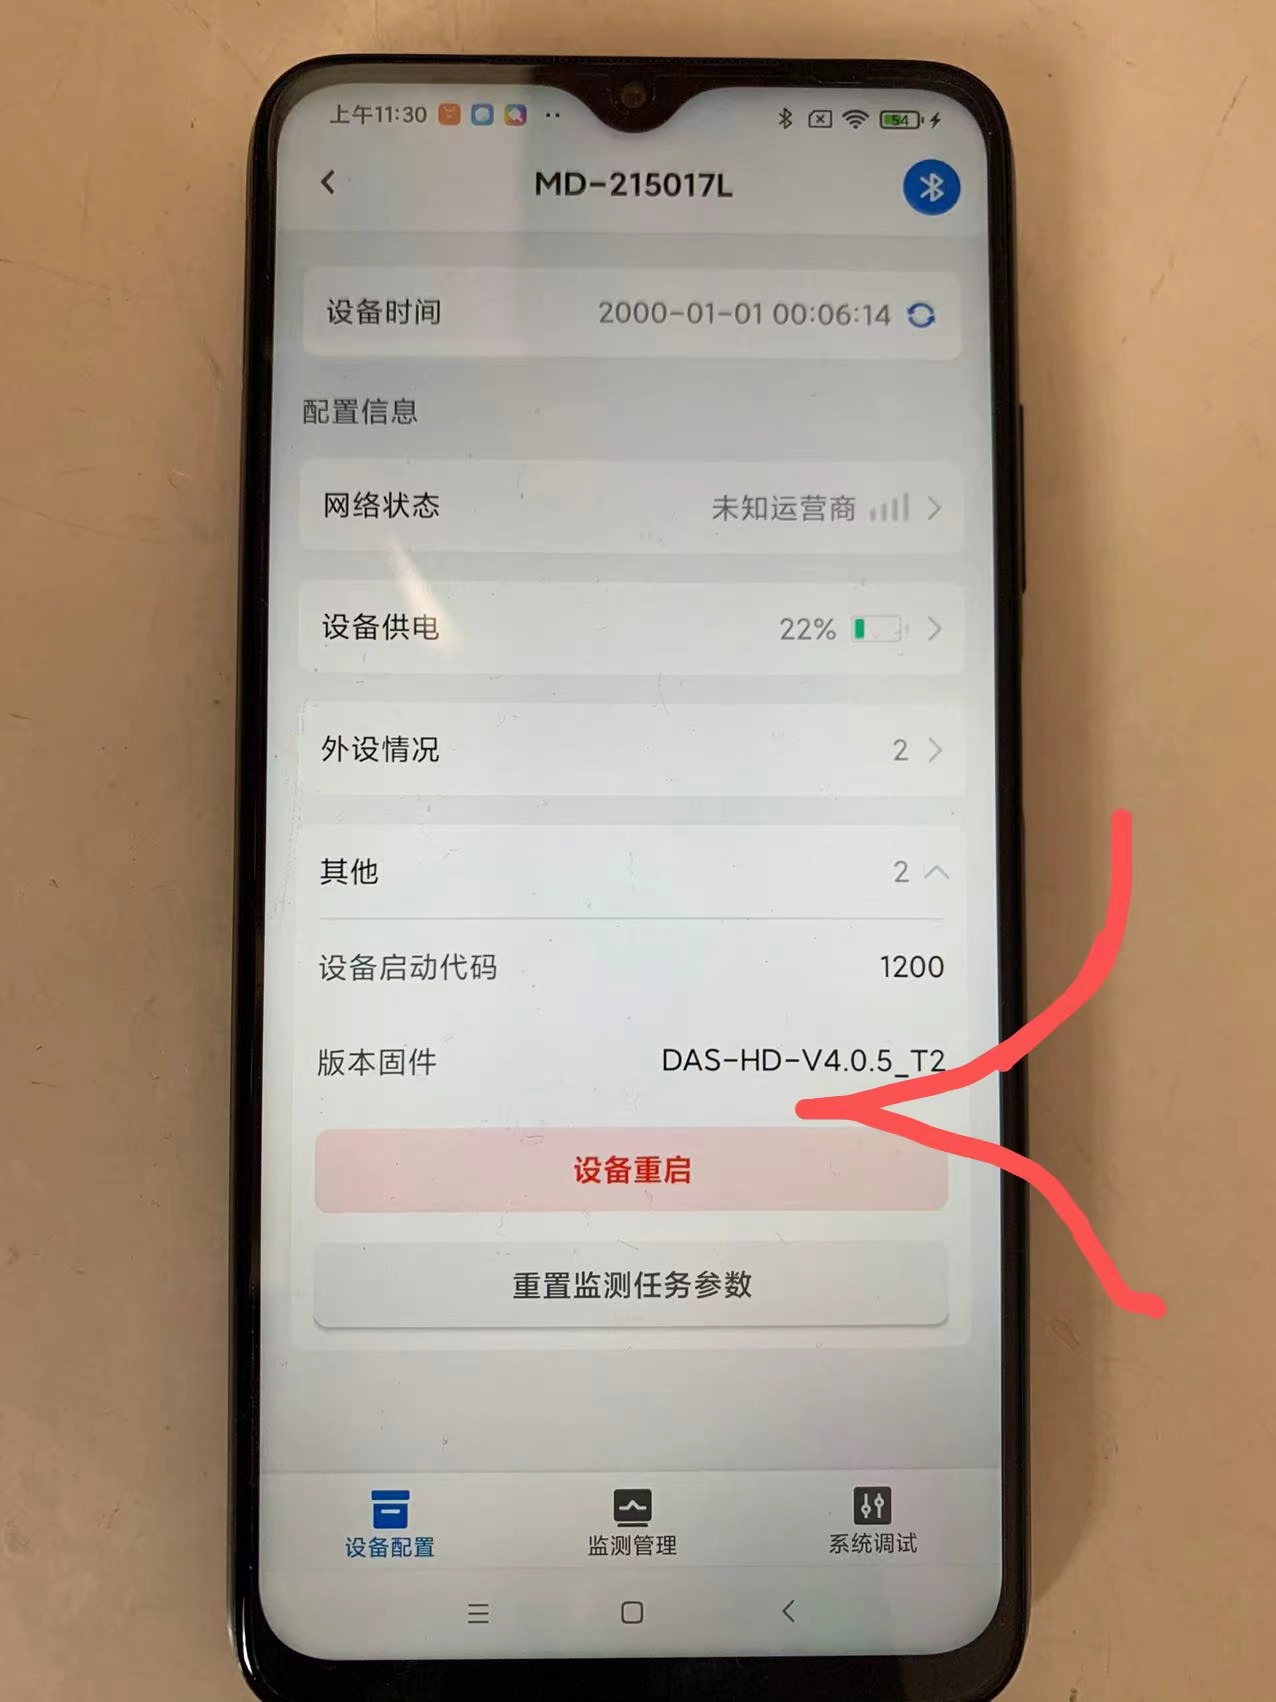 上午11:30
54
MD-215017L
设备时间 2000-01-01 00:06:14
配置信息
网络状态 未知运营商
设备供电 22%
外设情况 2
其他 2
设备启动代码 1200
版本固件 DAS-HD-V4.0.5_T2
设备重启
重置监测任务参数
设备配置 监测管理 系统调试